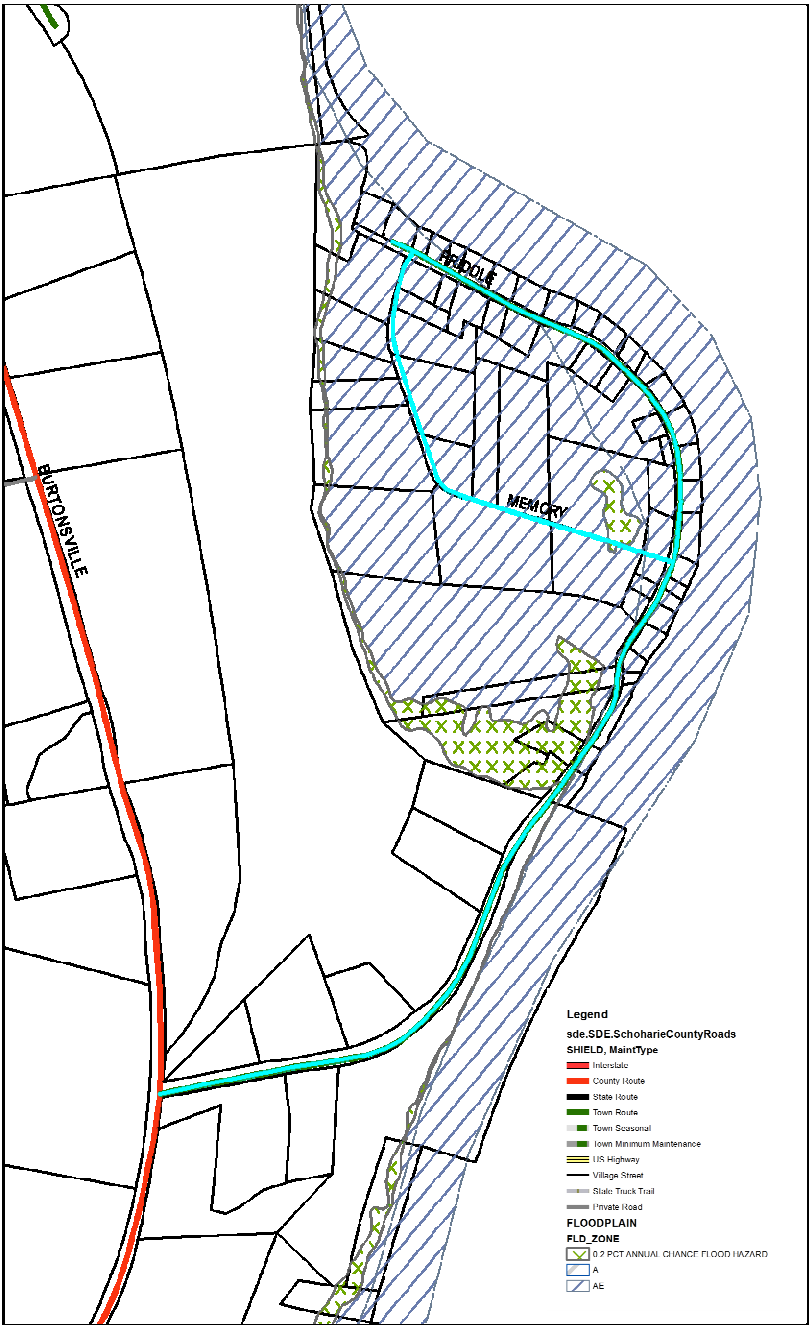 PRIDDLE
MEMORY
BURTONSVILLE
Legend
sde.SDE.SchoharieCountyRoads
SHIELD, MaintType
Interstate
County Route
State Route
Town Route
Town Seasonal
Town Minimum Maintenance
US Highway
Village Street
State Truck Trail
Private Road
FLOODPLAIN
FLD_ZONE
0.2 PCT ANNUAL CHANCE FLOOD HAZARD
A
AE